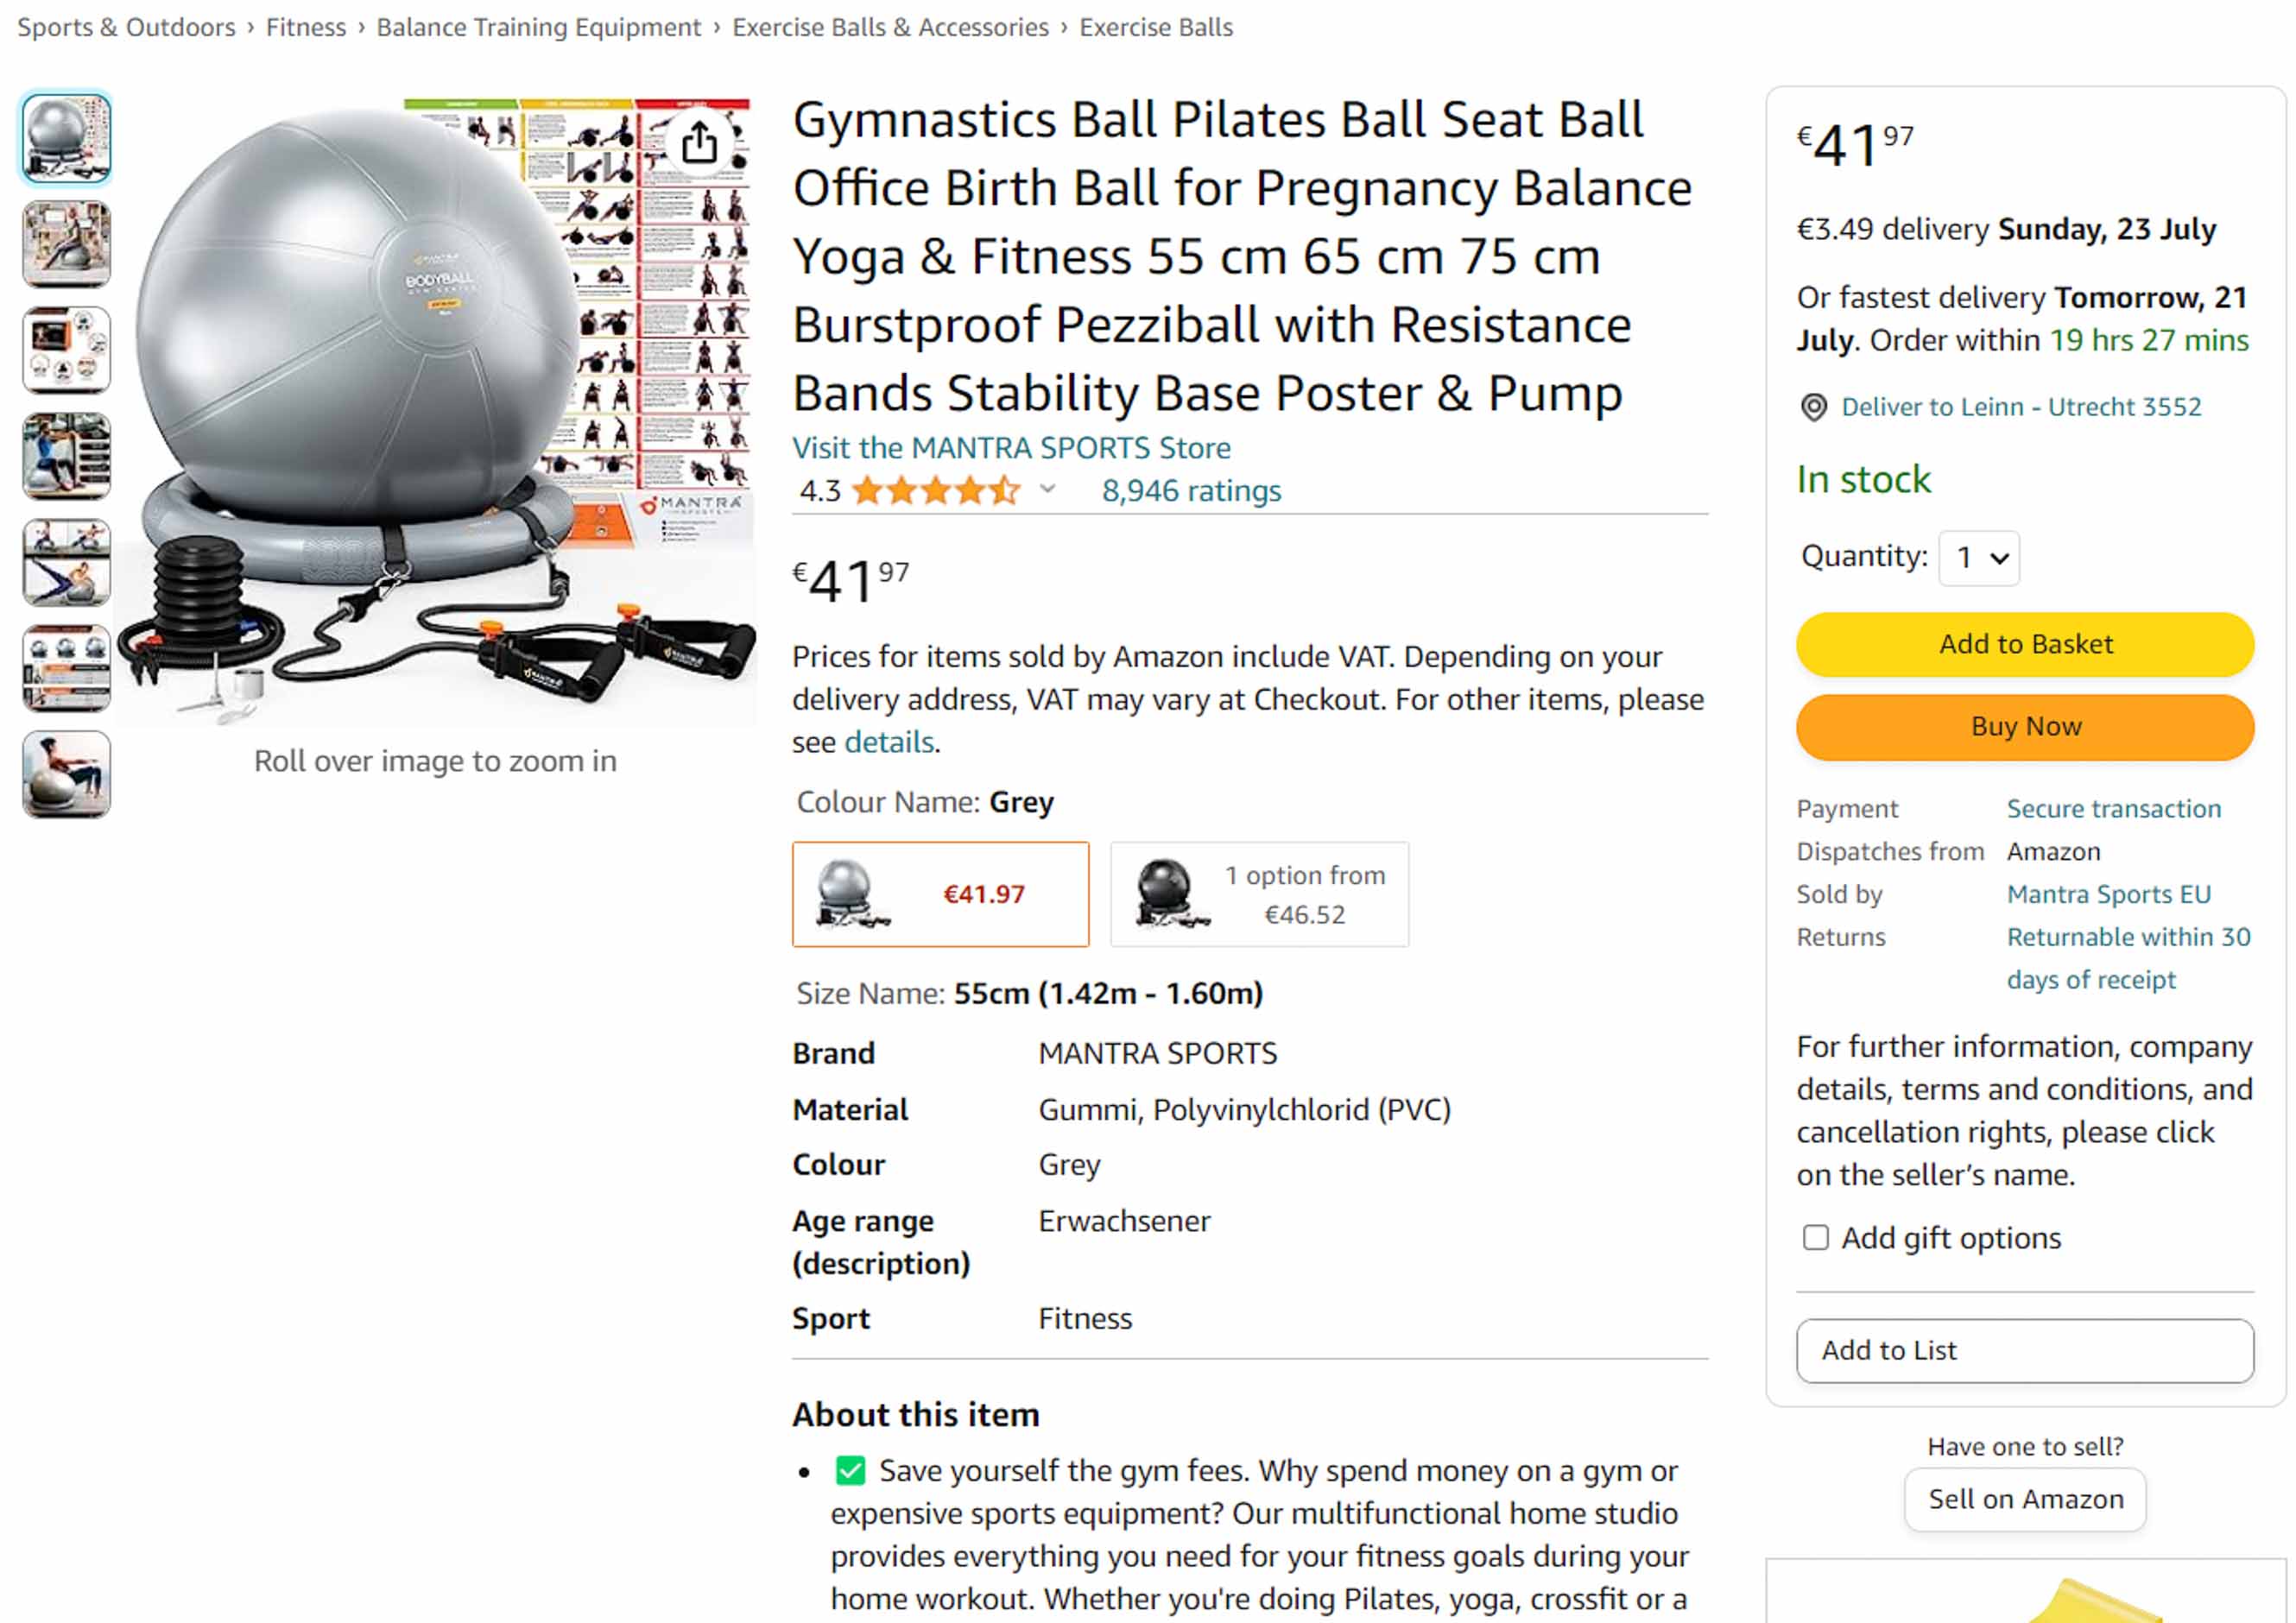 Sports & Outdoors › Fitness › Balance Training Equipment › Exercise Balls & Accessories › Exercise Balls
MANTRA
BODYBALL
MANTRA
SPORTS
Roll over image to zoom in
Gymnastics Ball Pilates Ball Seat Ball
Office Birth Ball for Pregnancy Balance
Yoga & Fitness 55 cm 65 cm 75 cm
Burstproof Pezziball with Resistance
Bands Stability Base Poster & Pump
Visit the MANTRA SPORTS Store
4.3 8,946 ratings
€4197
Prices for items sold by Amazon include VAT. Depending on your
delivery address, VAT may vary at Checkout. For other items, please
see details.
Colour Name: Grey
€41.97
1 option from
€46.52
Size Name: 55cm (1.42m - 1.60m)
Brand MANTRA SPORTS
Material Gummi, Polyvinylchlorid (PVC)
Colour Grey
Age range Erwachsener
(description)
Sport Fitness
About this item
• Save yourself the gym fees. Why spend money on a gym or
expensive sports equipment? Our multifunctional home studio
provides everything you need for your fitness goals during your
home workout. Whether you're doing Pilates, yoga, crossfit or a
€4197
€3.49 delivery Sunday, 23 July
Or fastest delivery Tomorrow, 21
July. Order within 19 hrs 27 mins
Deliver to Leinn - Utrecht 3552
In stock
Quantity: 1
Add to Basket
Buy Now
Payment Secure transaction
Dispatches from Amazon
Sold by Mantra Sports EU
Returns Returnable within 30
days of receipt
For further information, company
details, terms and conditions, and
cancellation rights, please click
on the seller's name.
Add gift options
Add to List
Have one to sell?
Sell on Amazon